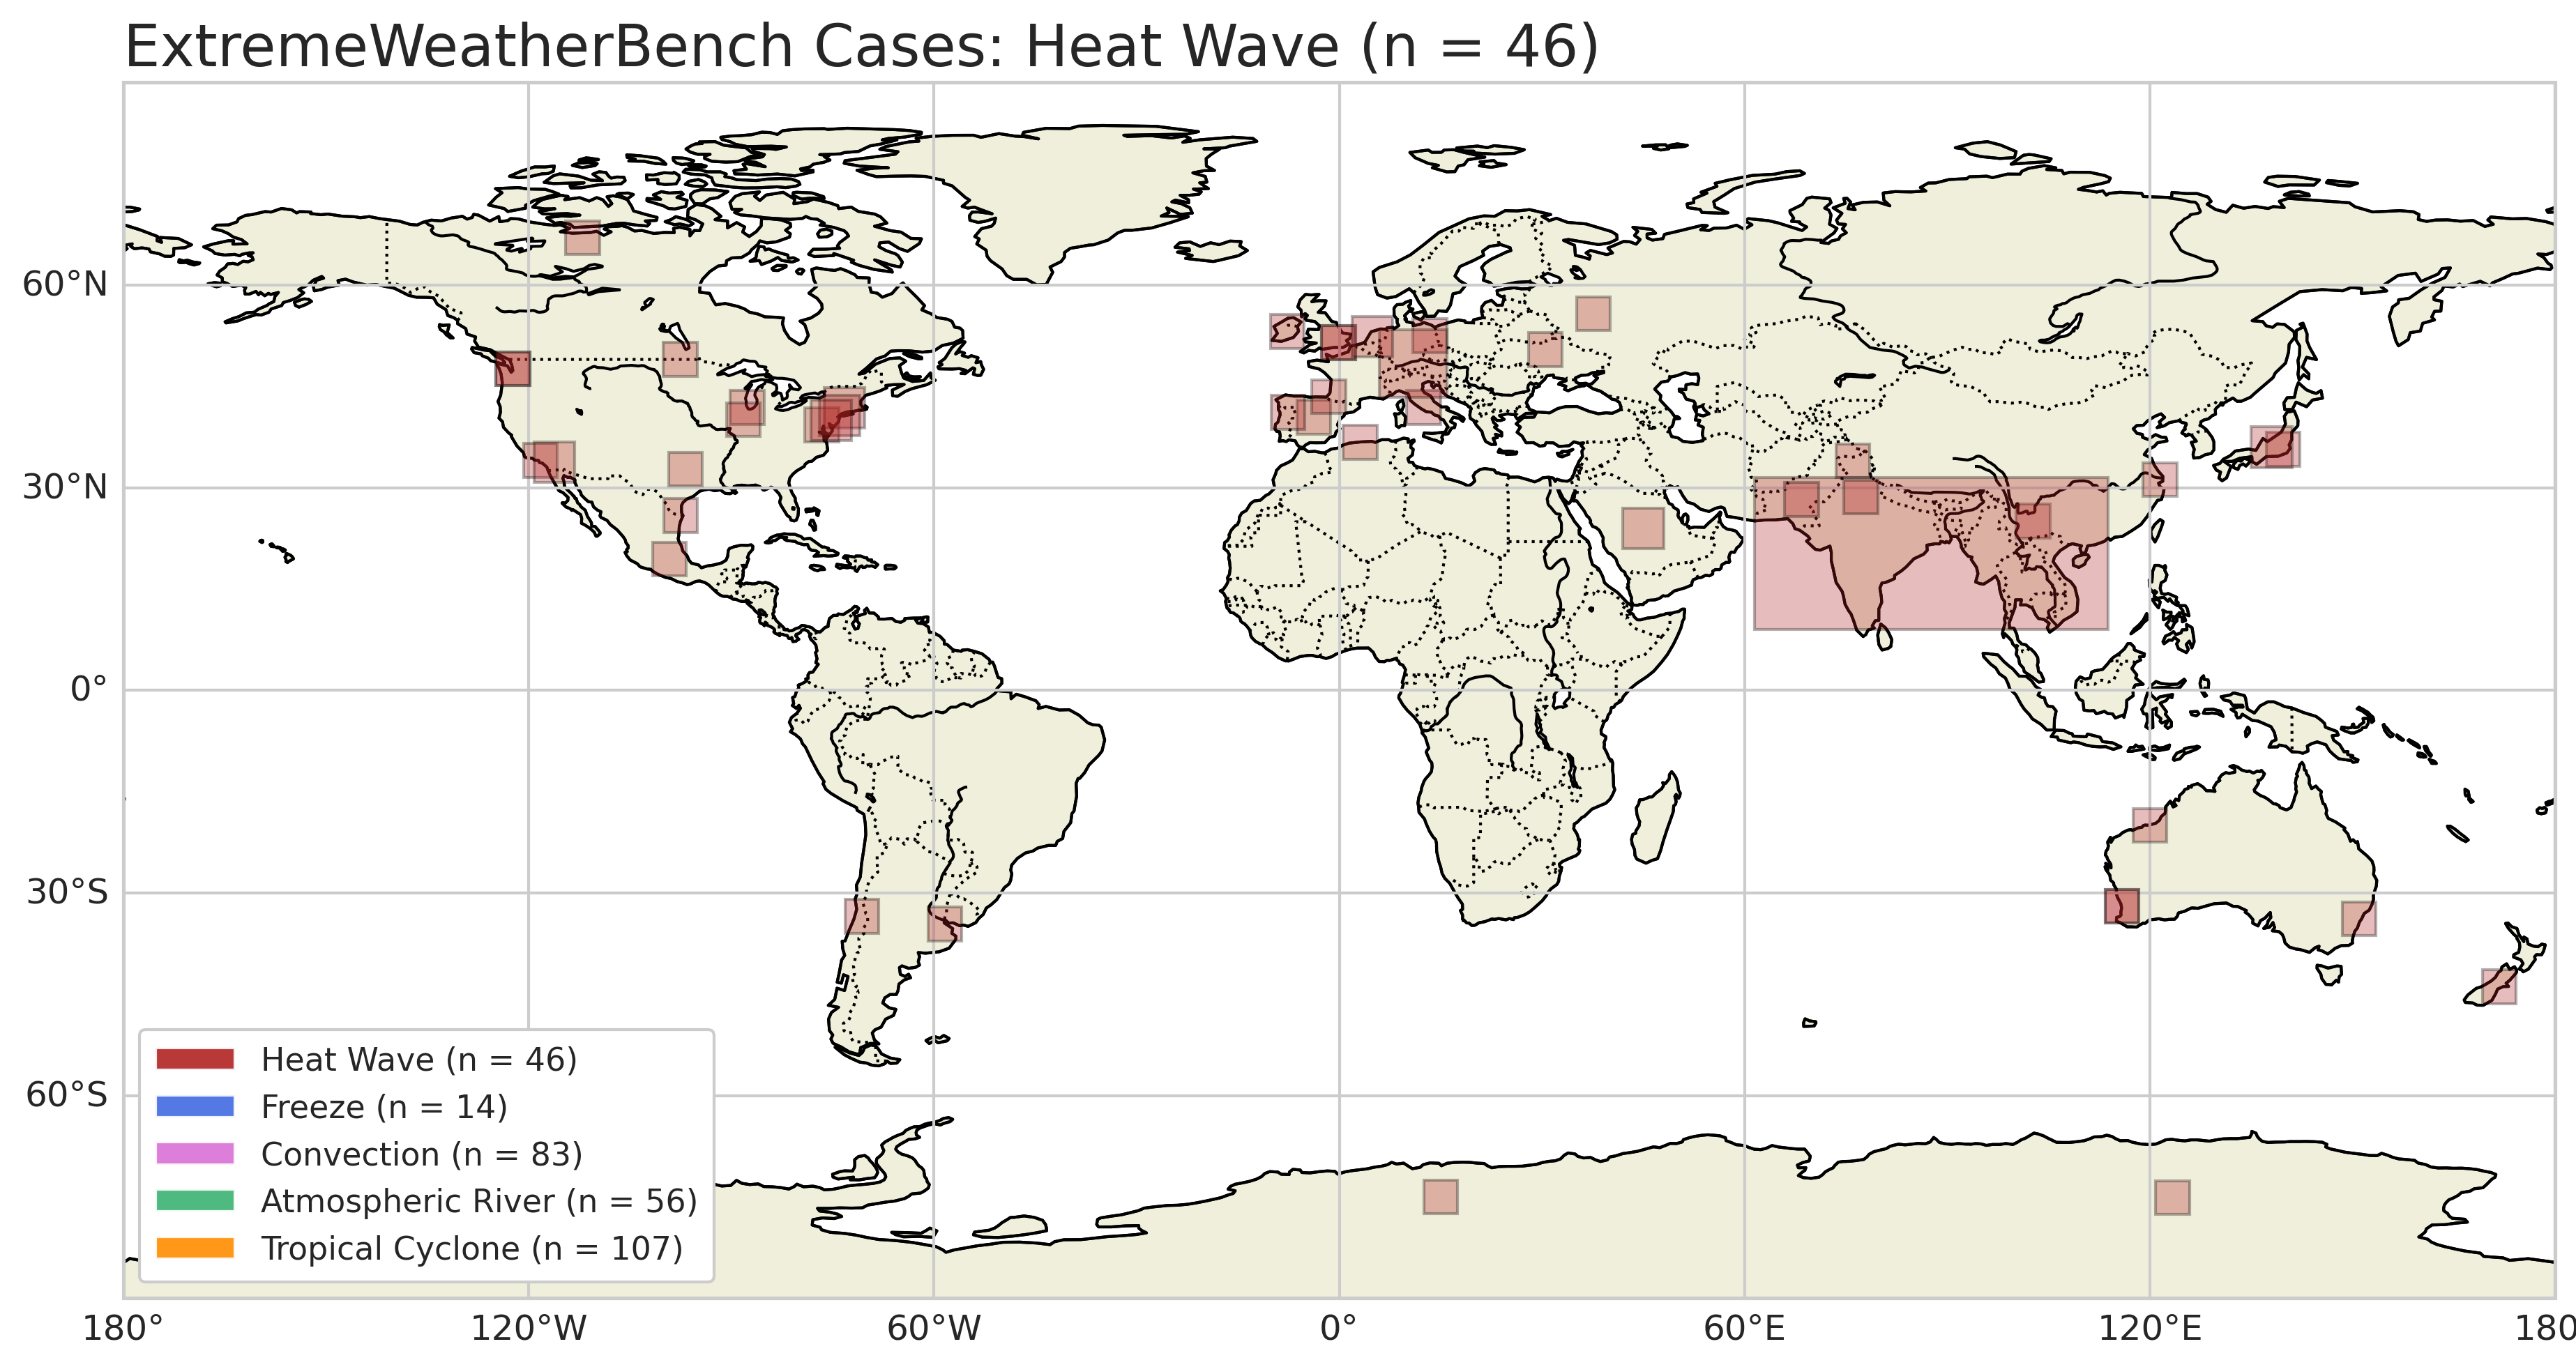 ExtremeWeatherBench Cases: Heat Wave (n = 46)
60°N
30°N
0°
30°S
60°S
Heat Wave (n = 46)
Freeze (n = 14)
Convection (n = 83)
Atmospheric River (n = 56)
Tropical Cyclone (n = 107)
180° 120°W 60°W 0° 60°E 120°E 180